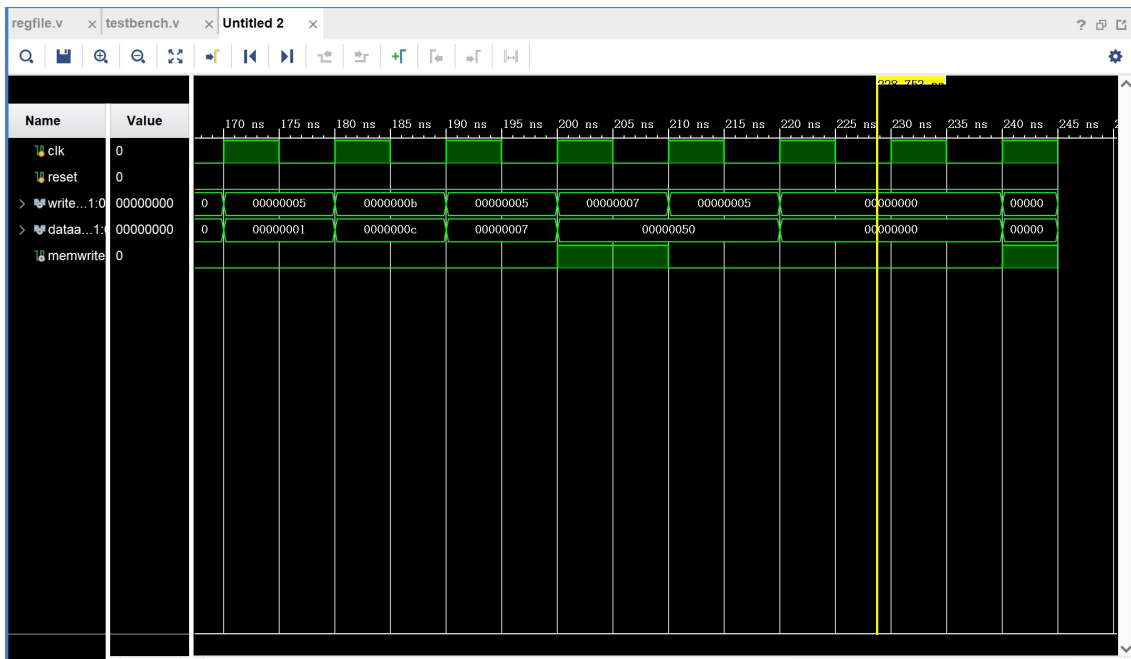 regfile.v × testbench.v × Untitled 2 × ?
Name Value
170 ns 175 ns 180 ns 185 ns 190 ns 195 ns 200 ns 205 ns 210 ns 215 ns 220 ns 225 ns 230 ns 235 ns 240 ns 245 ns
clk 0
reset 0
write...1:0 00000000 0 00000005 0000000b 00000005 00000007 00000005 00000000 00000
dataa...1: 00000000 0 00000001 0000000c 00000007 00000050 00000000 00000
memwrite 0